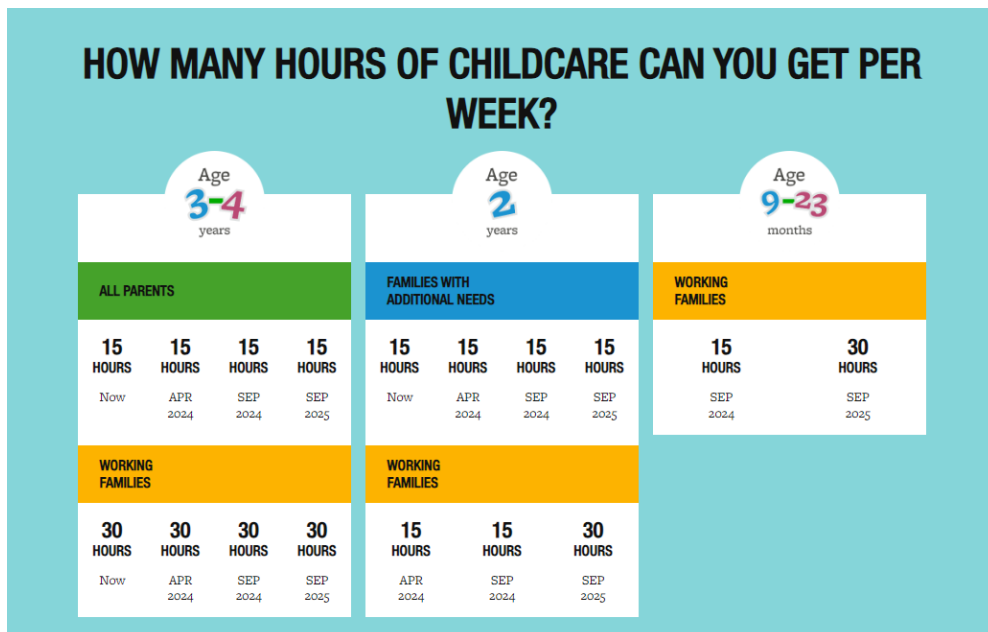 HOW MANY HOURS OF CHILDCARE CAN YOU GET PER
WEEK?
Age
3-4
years
ALL PARENTS
15 15 15 15
HOURS HOURS HOURS HOURS
Now APR SEP SEP
2024 2024 2025
WORKING
FAMILIES
30 30 30 30
HOURS HOURS HOURS HOURS
Now APR SEP SEP
2024 2024 2025
Age
2
years
FAMILIES WITH
ADDITIONAL NEEDS
15 15 15 15
HOURS HOURS HOURS HOURS
Now APR SEP SEP
2024 2024 2025
WORKING
FAMILIES
15 15 30
HOURS HOURS HOURS
APR SEP SEP
2024 2024 2025
Age
9-23
months
WORKING
FAMILIES
15 30
HOURS HOURS
SEP SEP
2024 2025